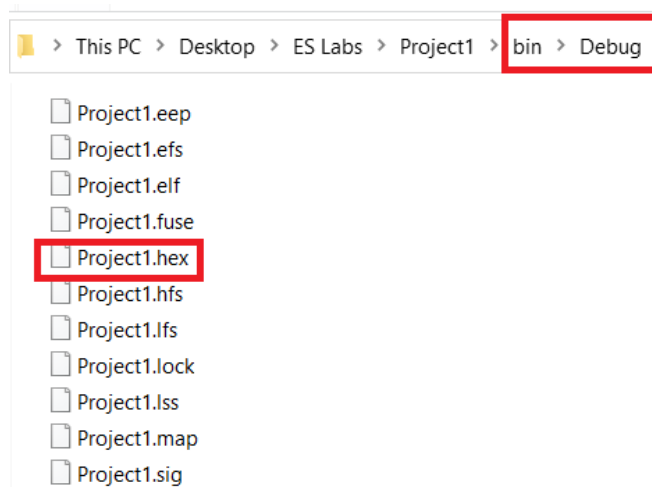 > This PC > Desktop > ES Labs > Project1 > bin > Debug
Project1.eep
Project1.efs
Project1.elf
Project1.fuse
Project1.hex
Project1.hfs
Project1.lfs
Project1.lock
Project1.lss
Project1.map
Project1.sig